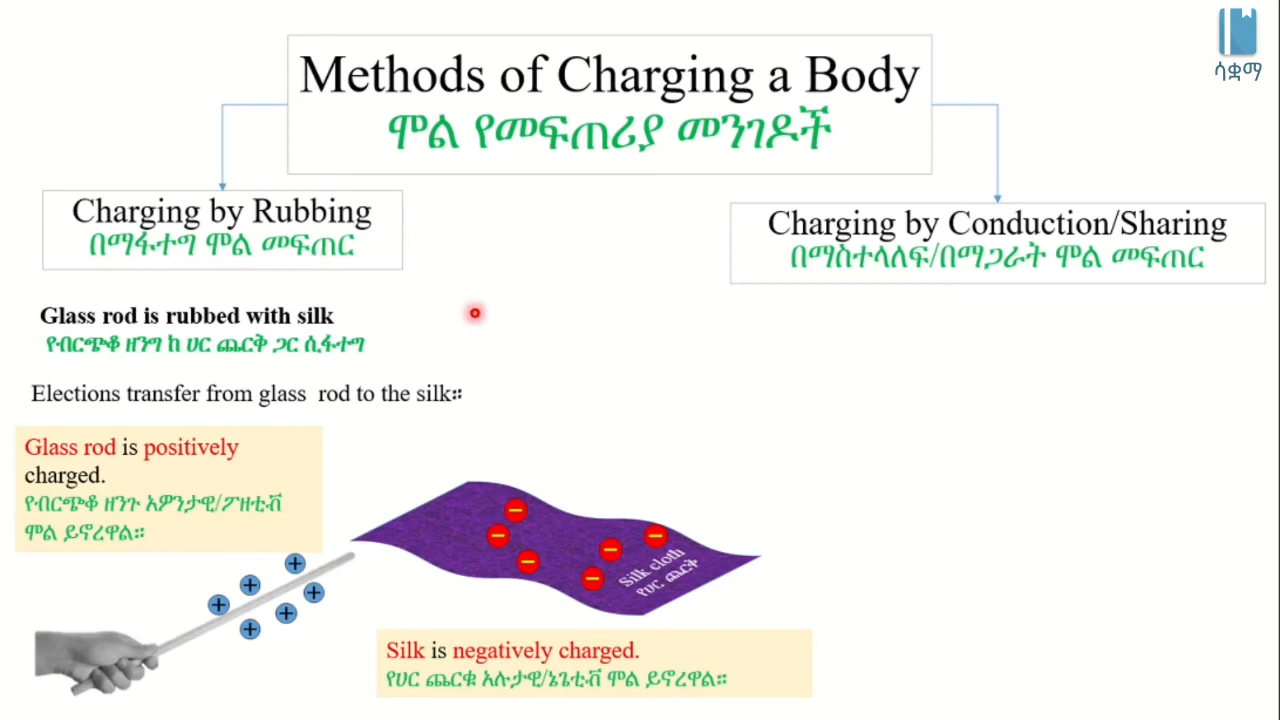 ሳቋማ
Methods of Charging a Body
ሞል የመፍጠሪያ መንገዶች
Charging by Rubbing
በማፋተግ ሞል መፍጠር
Charging by Conduction/Sharing
በማስተላለፍ/በማጋራት ሞል መፍጠር
Glass rod is rubbed with silk
የብርጭቆ ዘንግ ከ ሀር ጨርቅ ጋር ሲፋተግ
Elections transfer from glass rod to the silk።
Glass rod is positively
charged.
የብርጭቆ ዘንጉ አዎንታዊ/ፖዘቲቭ
ሞል ይኖረዋል።
+ + + + + +
− − − − − −
Silk cloth
የሀር ጨርቅ
Silk is negatively charged.
የሀር ጨርቁ አሉታዊ/ኔጌቲቭ ሞል ይኖረዋል።